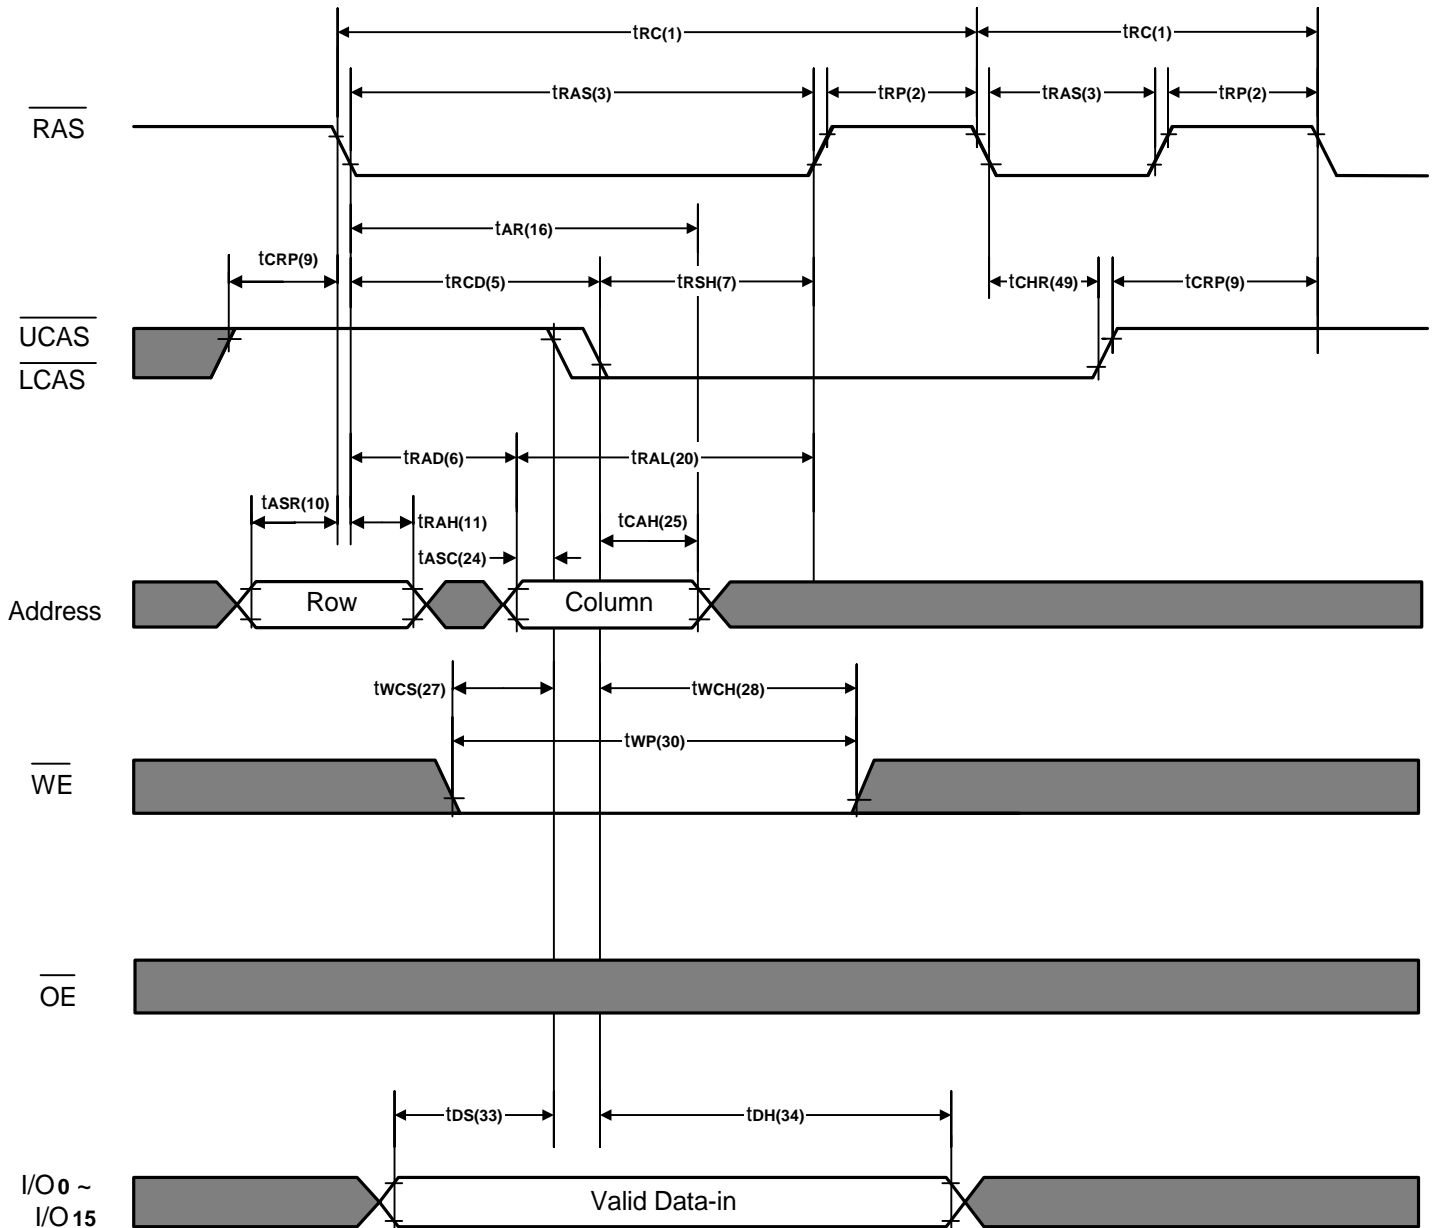 tRC(1) tRC(1)
tRAS(3) tRP(2) tRAS(3) tRP(2)
RAS
tAR(16)
tCRP(9) tRCD(5) tRSH(7) tCHR(49) tCRP(9)
UCAS
LCAS
tRAD(6) tRAL(20)
tASR(10) tRAH(11) tCAH(25)
tASC(24)
Address Row Column
tWCS(27) tWCH(28)
tWP(30)
WE
OE
tDS(33) tDH(34)
I/O0 ~
I/O15 Valid Data-in